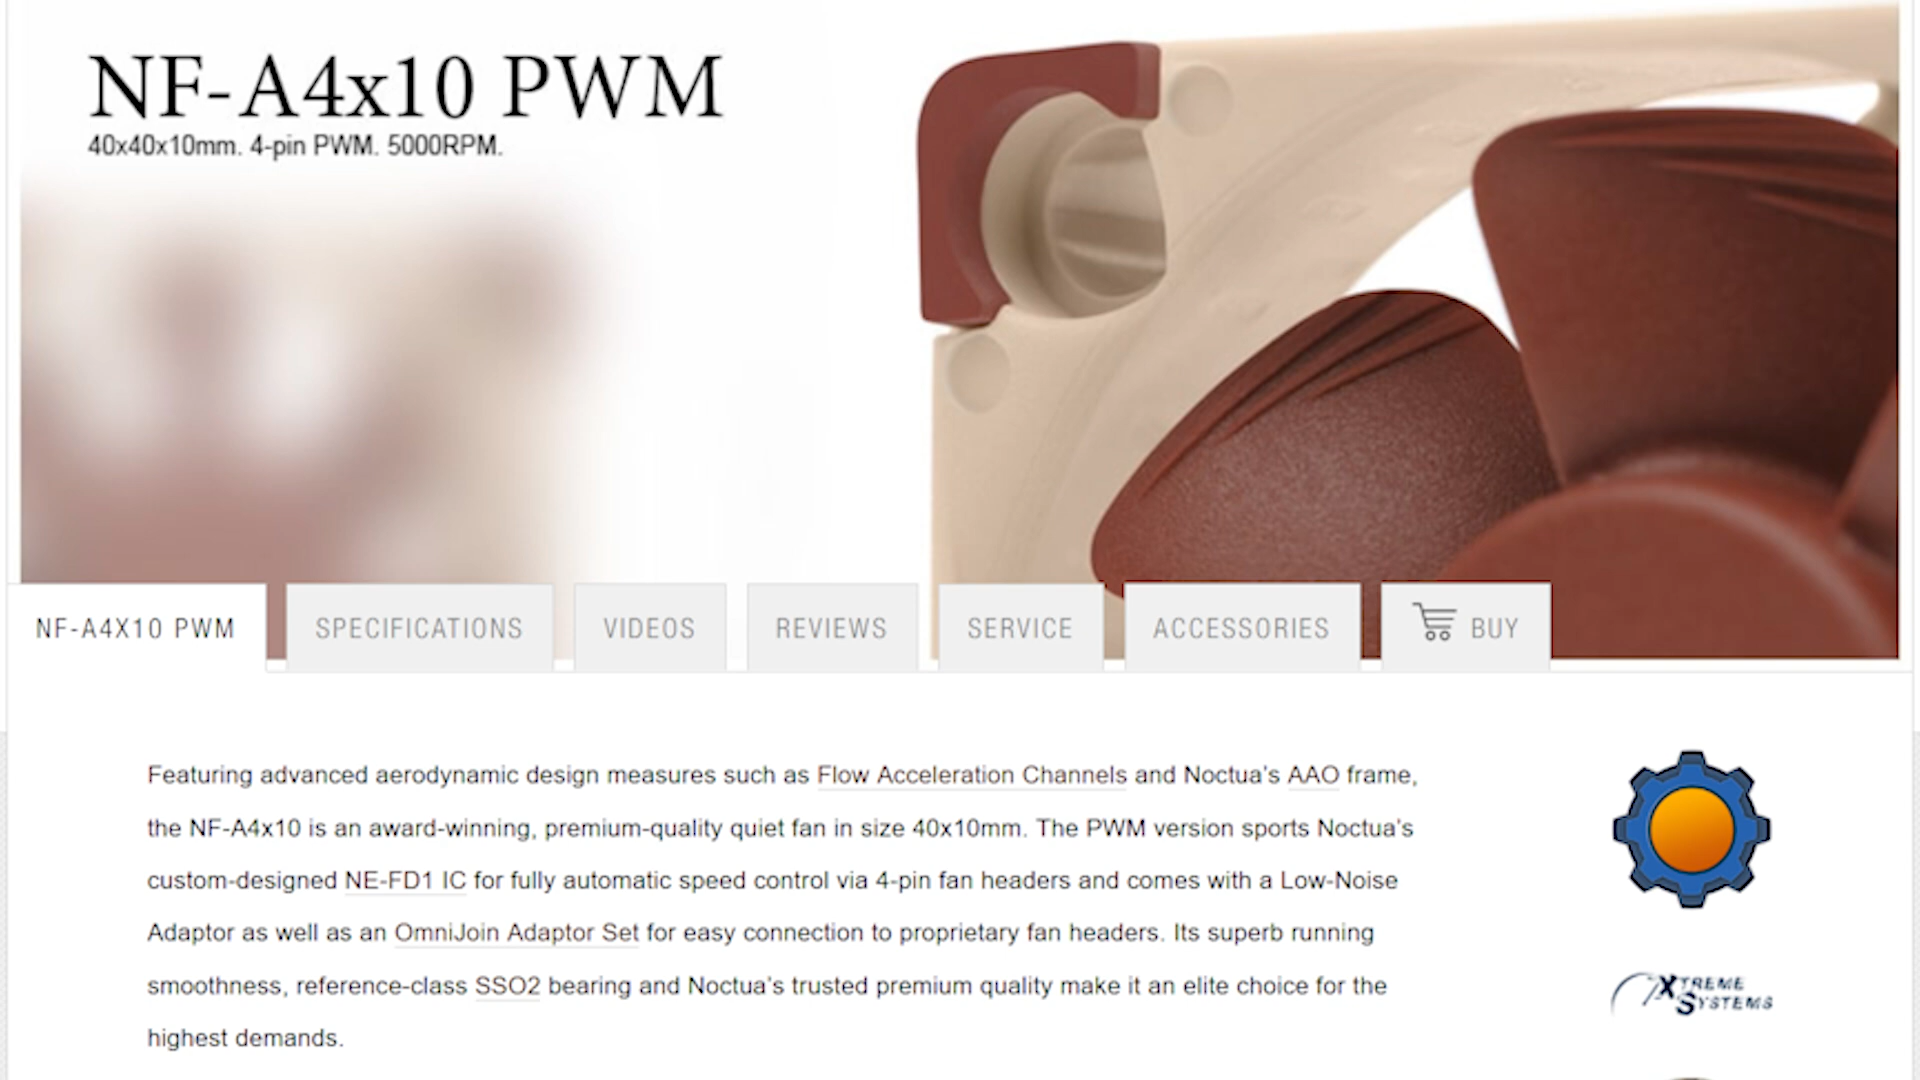 NF-A4x10 PWM
40x40x10mm. 4-pin PWM. 5000RPM.
NF-A4X10 PWM
SPECIFICATIONS
VIDEOS
REVIEWS
SERVICE
ACCESSORIES
BUY
Featuring advanced aerodynamic design measures such as Flow Acceleration Channels and Noctua's AAO frame,
the NF-A4x10 is an award-winning, premium-quality quiet fan in size 40x10mm. The PWM version sports Noctua's
custom-designed NE-FD1 IC for fully automatic speed control via 4-pin fan headers and comes with a Low-Noise
Adaptor as well as an OmniJoin Adaptor Set for easy connection to proprietary fan headers. Its superb running
smoothness, reference-class SSO2 bearing and Noctua's trusted premium quality make it an elite choice for the
highest demands.
XTREME
SYSTEMS